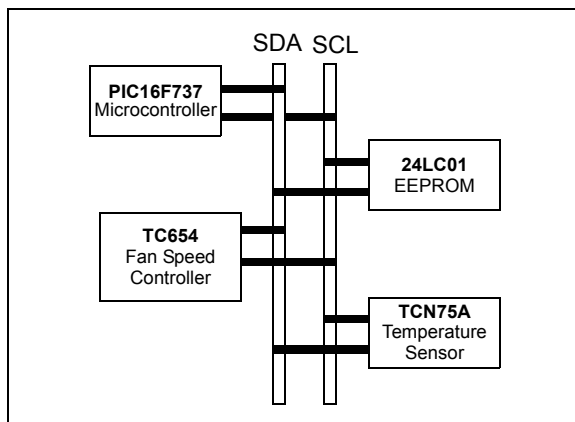 SDA SCL
PIC16F737
Microcontroller
24LC01
EEPROM
TC654
Fan Speed
Controller
TCN75A
Temperature
Sensor